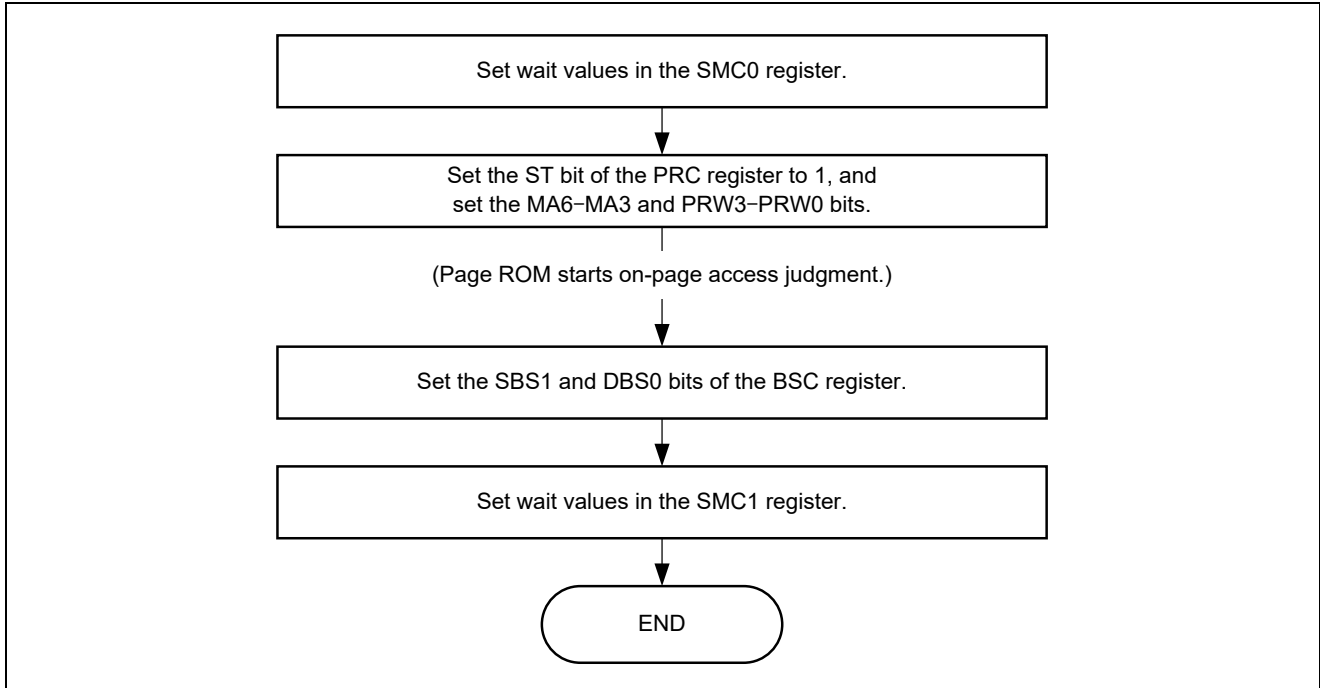 Set wait values in the SMC0 register.
Set the ST bit of the PRC register to 1, and
set the MA6−MA3 and PRW3−PRW0 bits.
(Page ROM starts on-page access judgment.)
Set the SBS1 and DBS0 bits of the BSC register.
Set wait values in the SMC1 register.
END